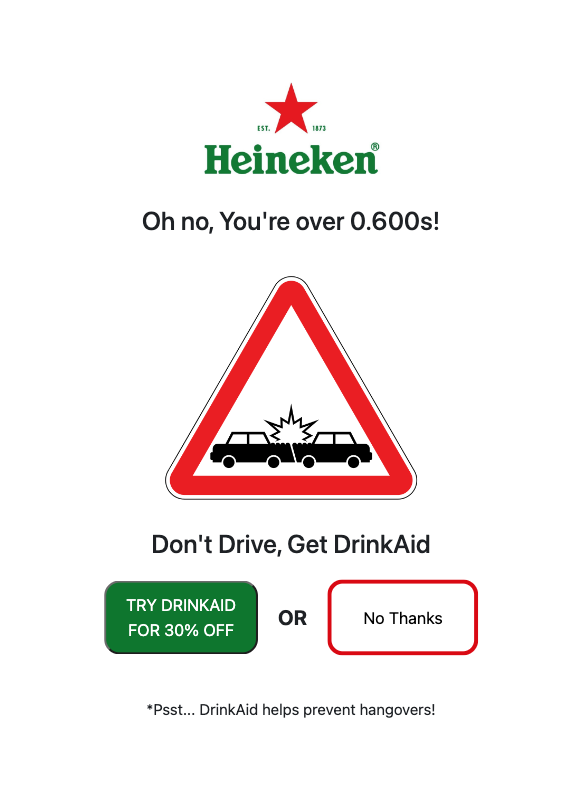 EST. 1873
Heineken®
Oh no, You're over 0.600s!
Don't Drive, Get DrinkAid
TRY DRINKAID
FOR 30% OFF
OR
No Thanks
*Psst... DrinkAid helps prevent hangovers!